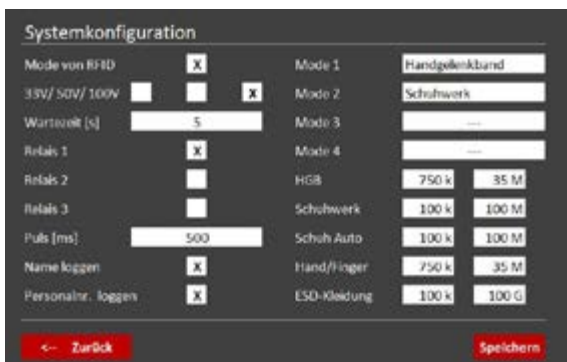 Systemkonfiguration
Mode von RFID X Mode 1 Handgelenkband
33V/ 50V/ 100V X Mode 2 Schuhwerk
Wartezeit [s] 5 Mode 3 ---
Relais 1 X Mode 4 ---
Relais 2 HGB 750 k 35 M
Relais 3 Schuhwerk 100 k 100 M
Puls [ms] 500 Schuh Auto 100 k 100 M
Name loggen X Hand/Finger 750 k 35 M
Personalnr. loggen X ESD-Kleidung 100 k 100 G
<-- Zurück Speichern